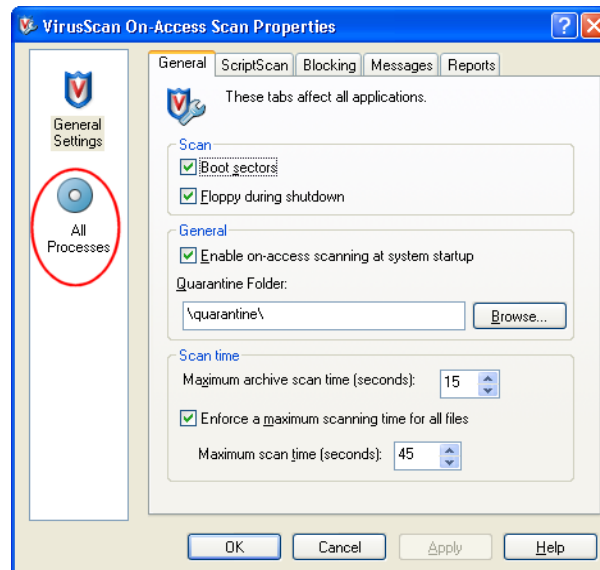 VirusScan On-Access Scan Properties
General
Settings
All
Processes
General ScriptScan Blocking Messages Reports
These tabs affect all applications.
Scan
Boot sectors
Floppy during shutdown
General
Enable on-access scanning at system startup
Quarantine Folder:
\quarantine\ Browse...
Scan time
Maximum archive scan time (seconds): 15
Enforce a maximum scanning time for all files
Maximum scan time (seconds): 45
OK Cancel Apply Help